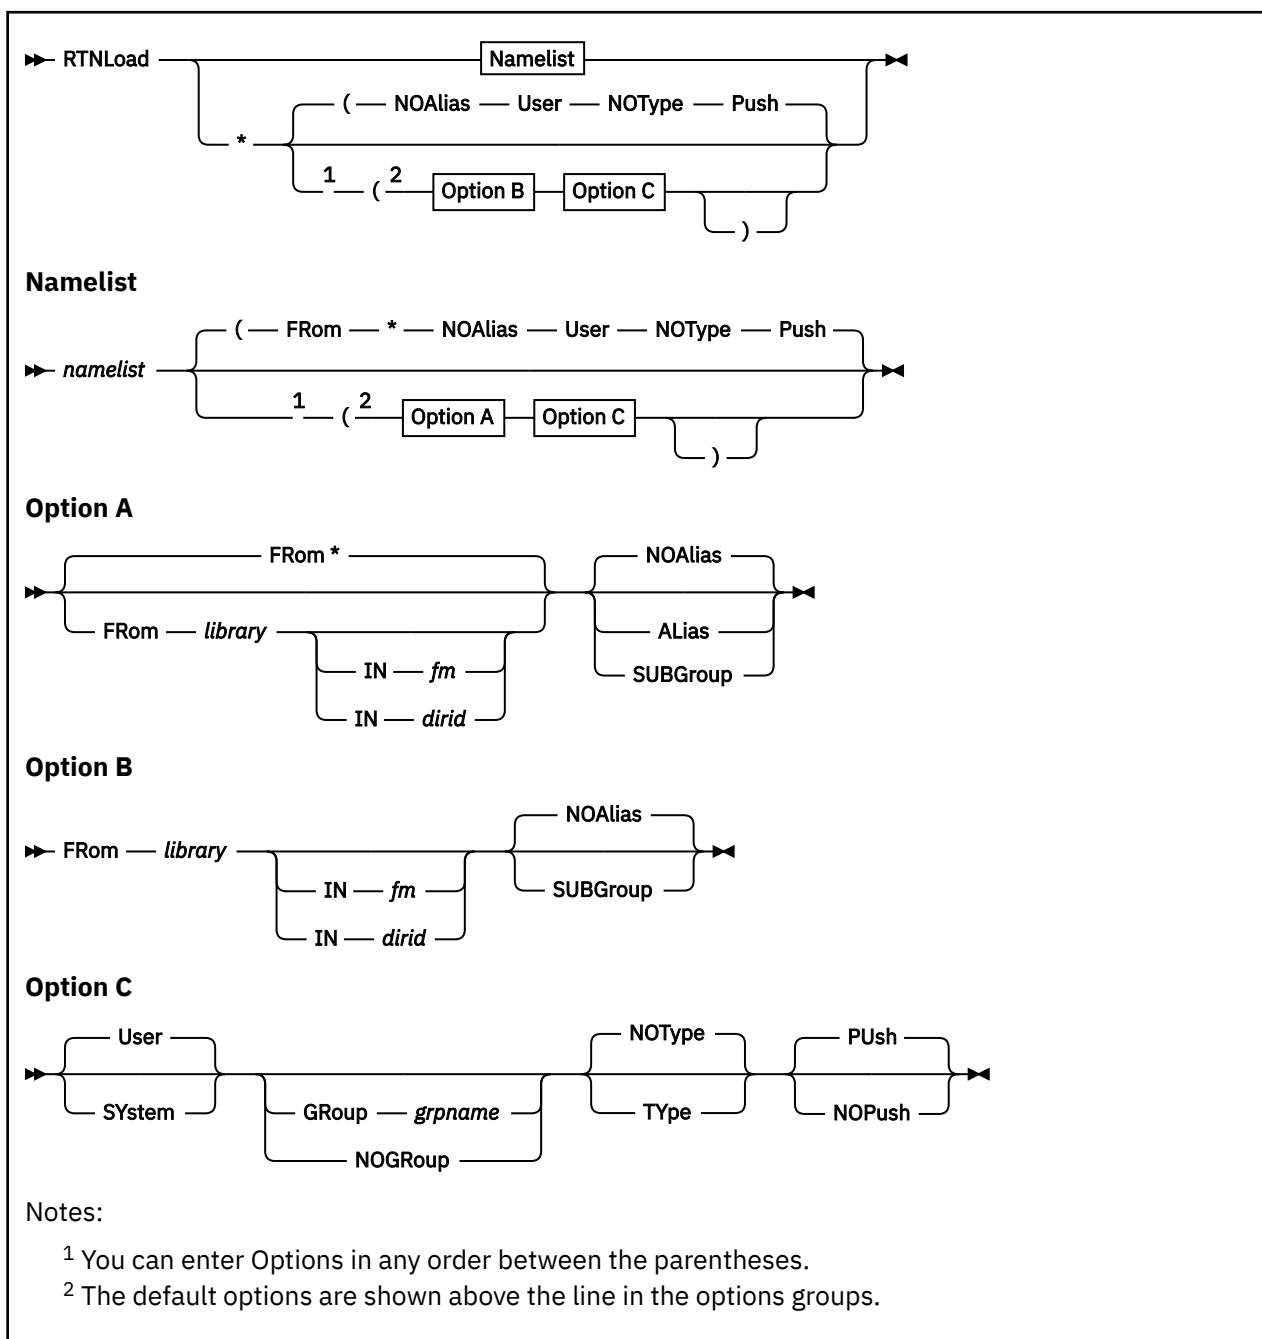 RTNLoad Namelist
( NOAlias User NOType Push
*
1 ( 2 Option B Option C
)
Namelist
( FRom * NOAlias User NOType Push
namelist
1 ( 2 Option A Option C
)
Option A
FRom * NOAlias
FRom library ALias
IN fm SUBGroup
IN dirid
Option B
NOAlias
FRom library
IN fm SUBGroup
IN dirid
Option C
User NOType PUsh
SYstem GRoup grpname TYpe NOPush
NOGRoup
Notes:
1 You can enter Options in any order between the parentheses.
2 The default options are shown above the line in the options groups.